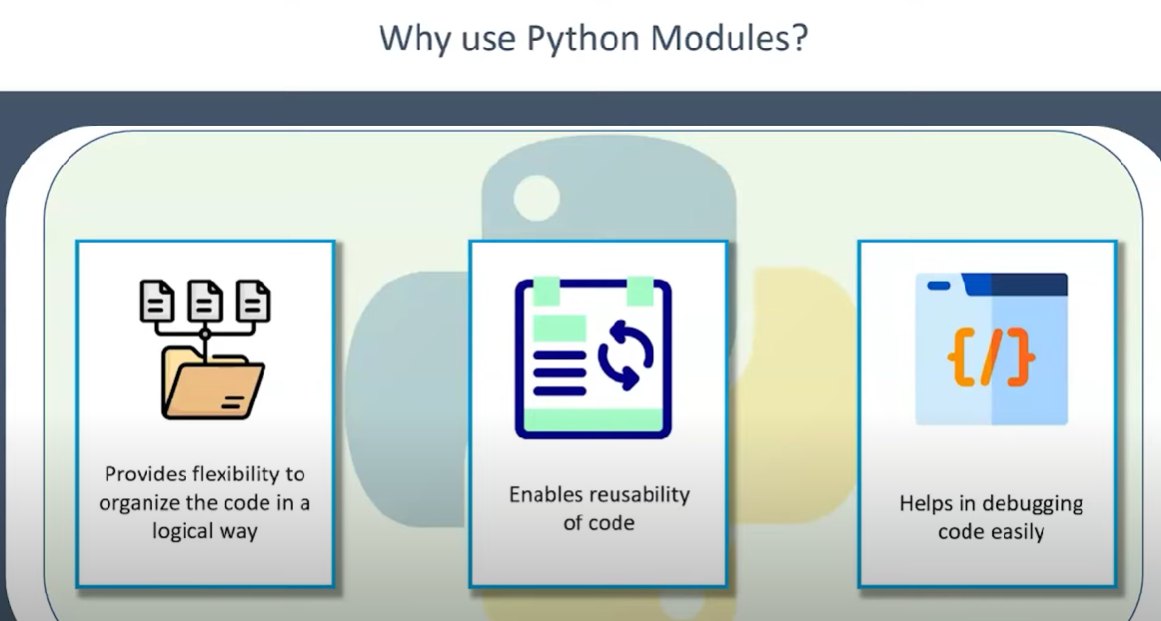 Why use Python Modules?
Provides flexibility to
organize the code in a
logical way
Enables reusability
of code
{/}
Helps in debugging
code easily